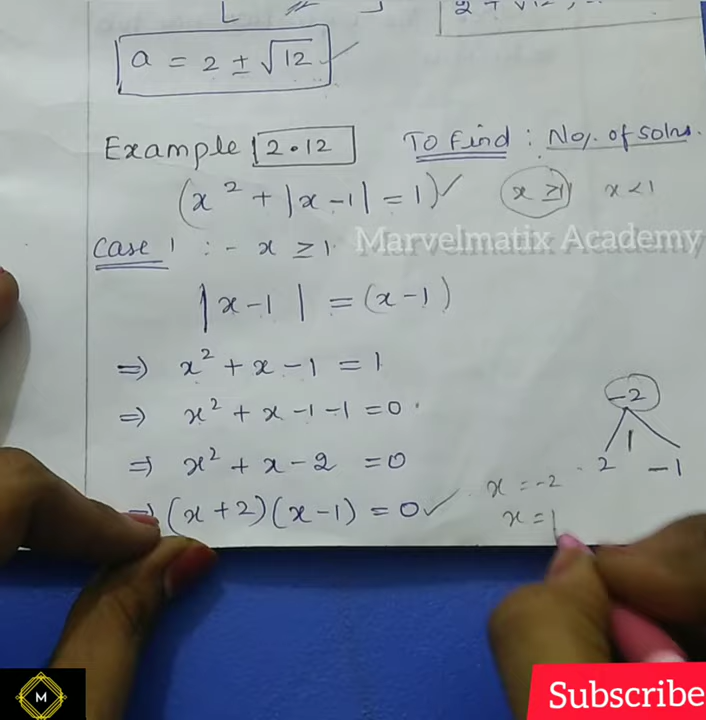 2 + √12
a = 2 ± √12
Example 2.12 To Find : No. of solns.
(x² + |x-1| = 1) x ≥ 1 x < 1
Case 1 :- x ≥ 1
Marvelmatix Academy
|x-1| = (x-1)
⇒ x² + x - 1 = 1
⇒ x² + x - 1 - 1 = 0
-2
1
2 -1
⇒ x² + x - 2 = 0
x = -2
⇒ (x+2)(x-1) = 0
x = 1
M
Subscribe